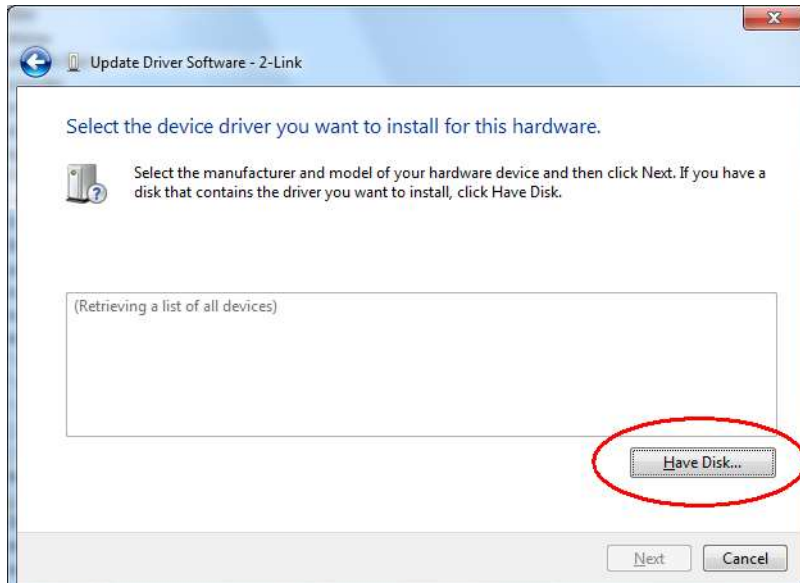 Update Driver Software - 2-Link
Select the device driver you want to install for this hardware.
Select the manufacturer and model of your hardware device and then click Next. If you have a
disk that contains the driver you want to install, click Have Disk.
(Retrieving a list of all devices)
Have Disk...
Next
Cancel